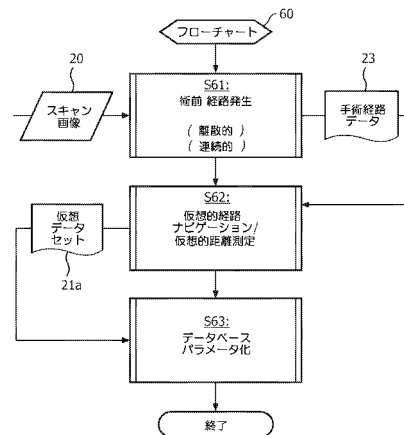 フローチャート
60
20
スキャン
画像
S61:
術前 経路発生
( 離散的 )
( 連続的 )
23
手術経路
データ
S62:
仮想的経路
ナビゲーション/
仮想的距離測定
仮想
データ
セット
21a
S63:
データベース
パラメータ化
終了